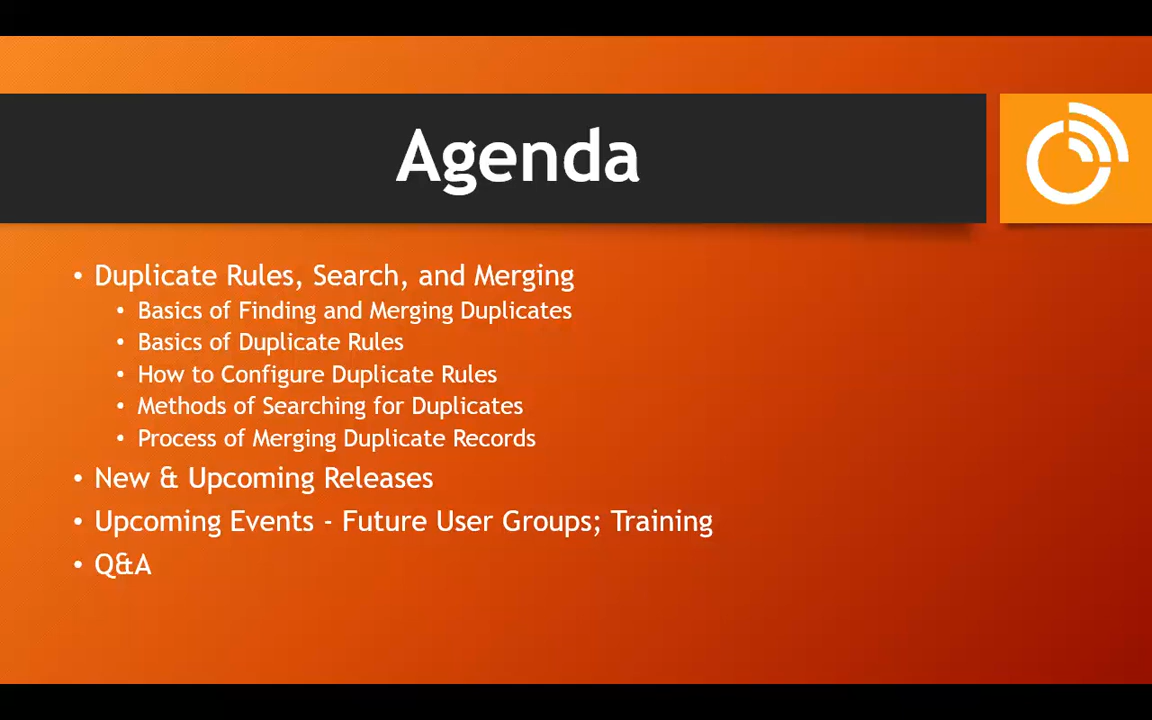 Agenda
• Duplicate Rules, Search, and Merging
• Basics of Finding and Merging Duplicates
• Basics of Duplicate Rules
• How to Configure Duplicate Rules
• Methods of Searching for Duplicates
• Process of Merging Duplicate Records
• New & Upcoming Releases
• Upcoming Events - Future User Groups; Training
• Q&A